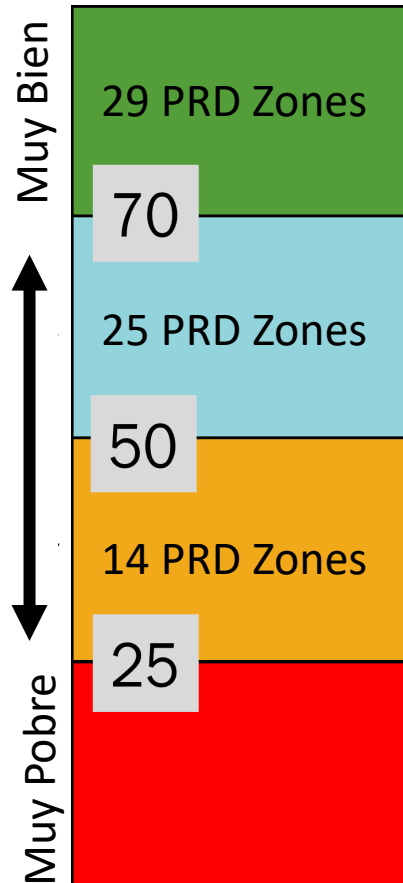 Muy Bien
29 PRD Zones
70
25 PRD Zones
50
14 PRD Zones
25
Muy Pobre